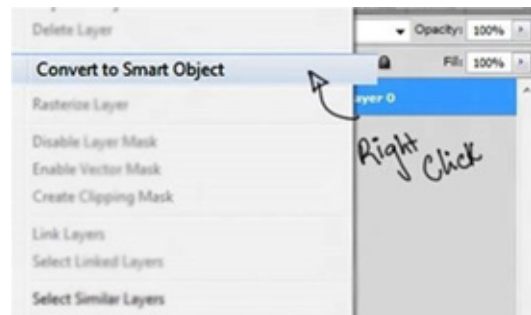 Delete Layer
Opacity: 100%
Convert to Smart Object
Fill: 100%
Rasterize Layer
ayer 0
Disable Layer Mask
Right
Click
Enable Vector Mask
Create Clipping Mask
Link Layers
Select Linked Layers
Select Similar Layers